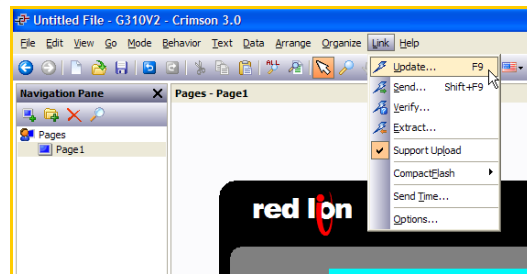 Untitled File - G310V2 - Crimson 3.0
File Edit View Go Mode Behavior Text Data Arrange Organize Link Help
Navigation Pane X Pages - Page1
Pages
Page1
Update... F9
Send... Shift+F9
Verify...
Extract...
Support Upload
CompactFlash
Send Time...
Options...
red lion